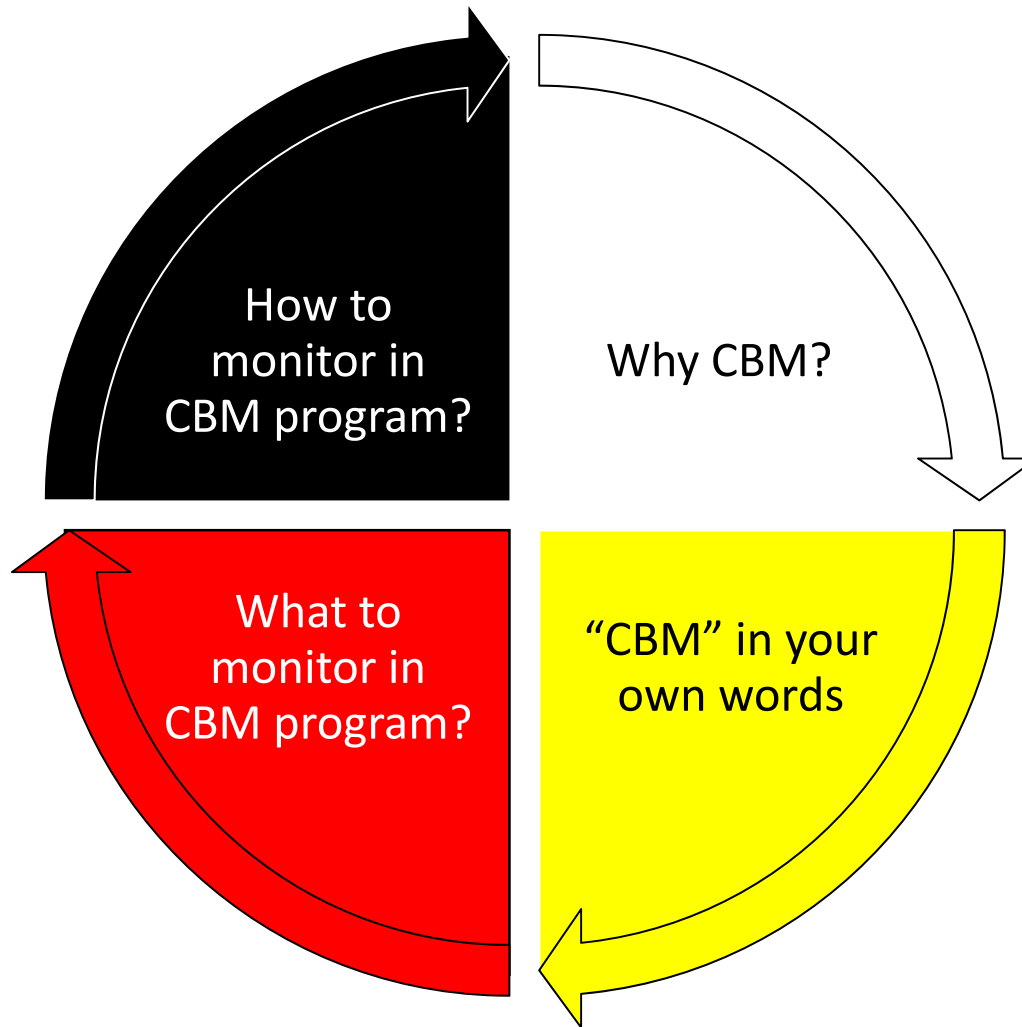 How to
monitor in
CBM program?
Why CBM?
What to
monitor in
CBM program?
“CBM” in your
own words